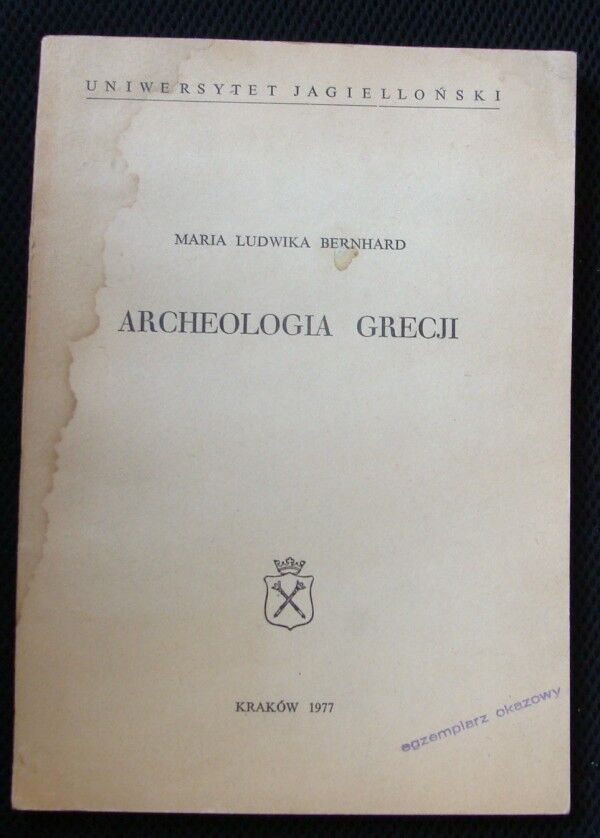 UNIWERSYTET JAGIELLOŃSKI
MARIA LUDWIKA BERNHARD
ARCHEOLOGIA GRECJI
KRAKÓW 1977
egzemplarz okazowy